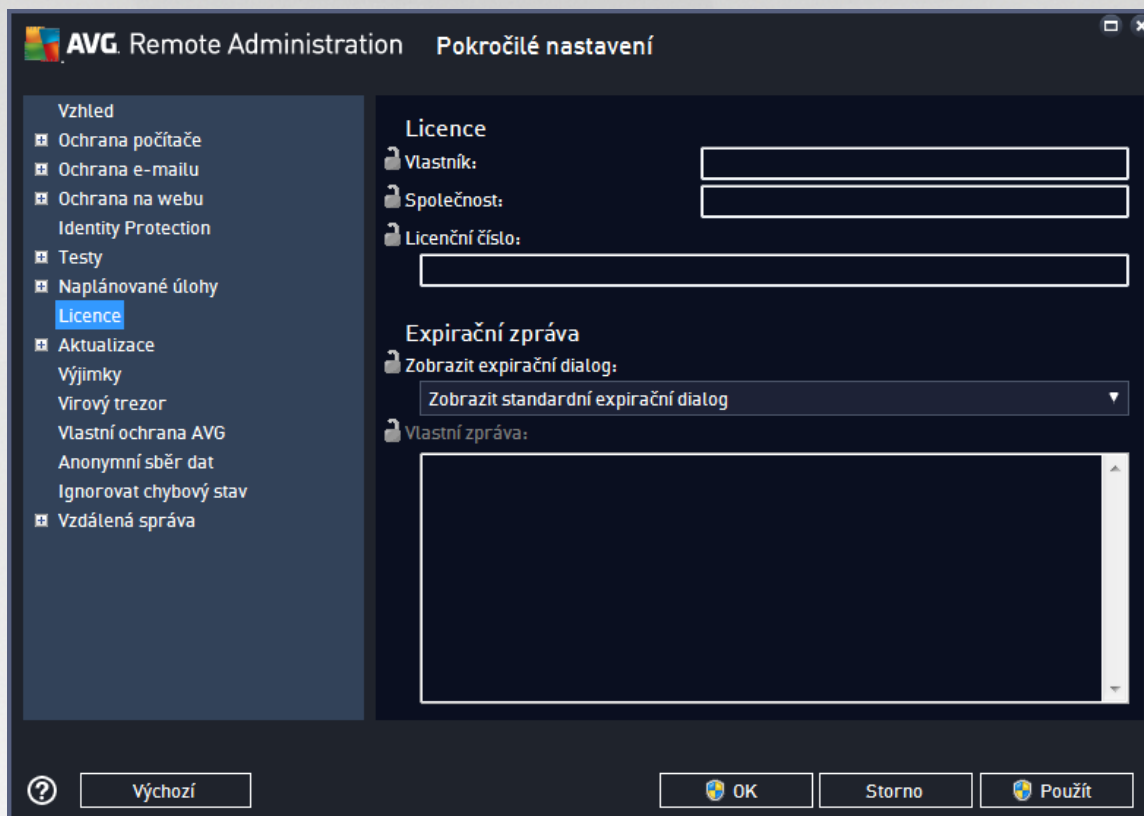 AVG. Remote Administration Pokročilé nastavení
Vzhled
Ochrana počítače
Ochrana e-mailu
Ochrana na webu
Identity Protection
Testy
Naplánované úlohy
Licence
Aktualizace
Výjimky
Virový trezor
Vlastní ochrana AVG
Anonymní sběr dat
Ignorovat chybový stav
Vzdálená správa
Licence
Vlastník:
Společnost:
Licenční číslo:
Expirační zpráva
Zobrazit expirační dialog:
Zobrazit standardní expirační dialog
Vlastní zpráva:
Výchozí
OK
Storno
Použít